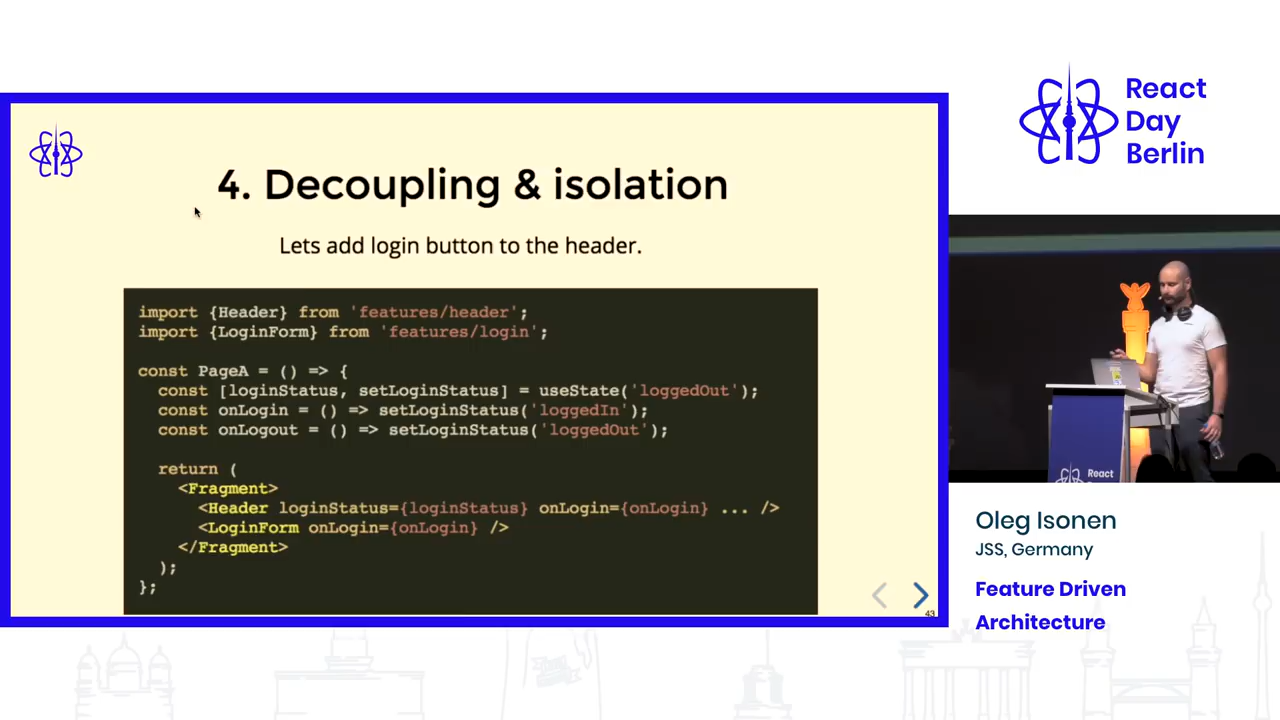 4. Decoupling & isolation
Lets add login button to the header.
import {Header} from 'features/header';
import {LoginForm} from 'features/login';
const PageA = () => {
  const [loginStatus, setLoginStatus] = useState('loggedOut');
  const onLogin = () => setLoginStatus('loggedIn');
  const onLogout = () => setLoginStatus('loggedOut');
  return (
    <Fragment>
      <Header loginStatus={loginStatus} onLogin={onLogin} ... />
      <LoginForm onLogin={onLogin} />
    </Fragment>
  );
};
43
React
Day
Berlin
React
Oleg Isonen
JSS, Germany
Feature Driven
Architecture